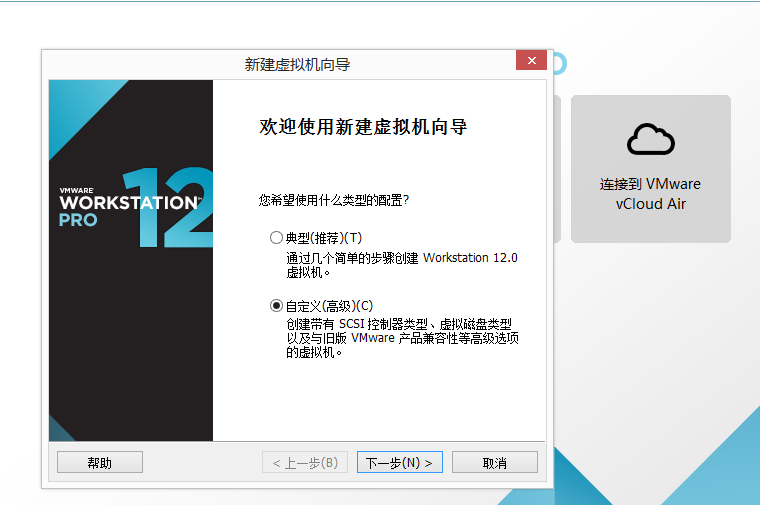 新建虚拟机向导
欢迎使用新建虚拟机向导
VMWARE
WORKSTATION™
PRO
12
您希望使用什么类型的配置?
典型(推荐)(T)
通过几个简单的步骤创建 Workstation 12.0
虚拟机。
自定义(高级)(C)
创建带有 SCSI 控制器类型、虚拟磁盘类型
以及与旧版 VMware 产品兼容性等高级选项
的虚拟机。
帮助
< 上一步(B)
下一步(N) >
取消
连接到 VMware
vCloud Air